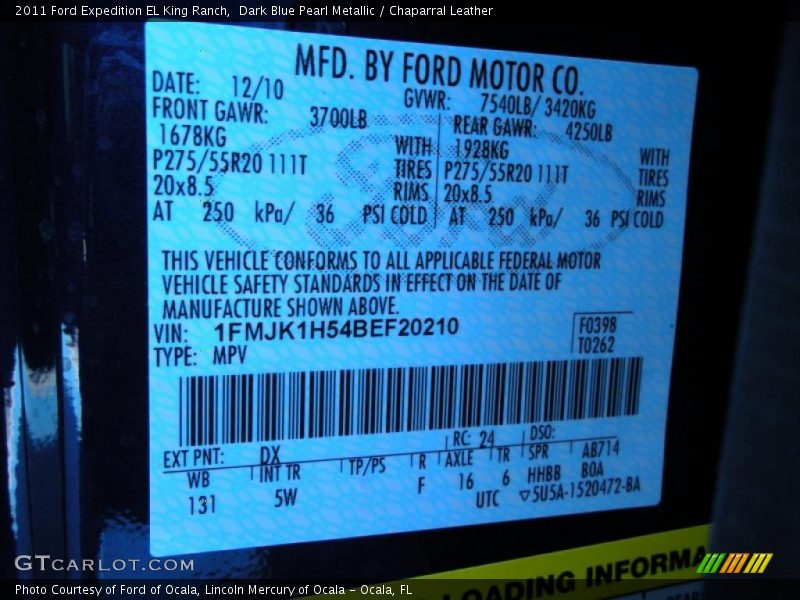 2011 Ford Expedition EL King Ranch,  Dark Blue Pearl Metallic / Chaparral Leather
MFD. BY FORD MOTOR CO.
DATE: 12/10 GVWR: 7540LB/ 3420KG
FRONT GAWR: 3700LB REAR GAWR: 4250LB
1678KG WITH 1928KG WITH
P275/55R20 111T TIRES P275/55R20 111T TIRES
20x8.5 RIMS 20x8.5 RIMS
AT 250 kPa/ 36 PSI COLD AT 250 kPa/ 36 PSI COLD
THIS VEHICLE CONFORMS TO ALL APPLICABLE FEDERAL MOTOR
VEHICLE SAFETY STANDARDS IN EFFECT ON THE DATE OF
MANUFACTURE SHOWN ABOVE.
VIN: 1FMJK1H54BEF20210 F0398
TYPE: MPV T0262
EXT PNT: DX RC: 24 DSO:
WB INT TR TP/PS R AXLE TR SPR AB714
131 5W F 16 6 HHBB B0A
UTC ▽5U5A-1520472-BA
LOADING INFORMA
GTCARLOT.COM
Photo Courtesy of Ford of Ocala, Lincoln Mercury of Ocala – Ocala, FL